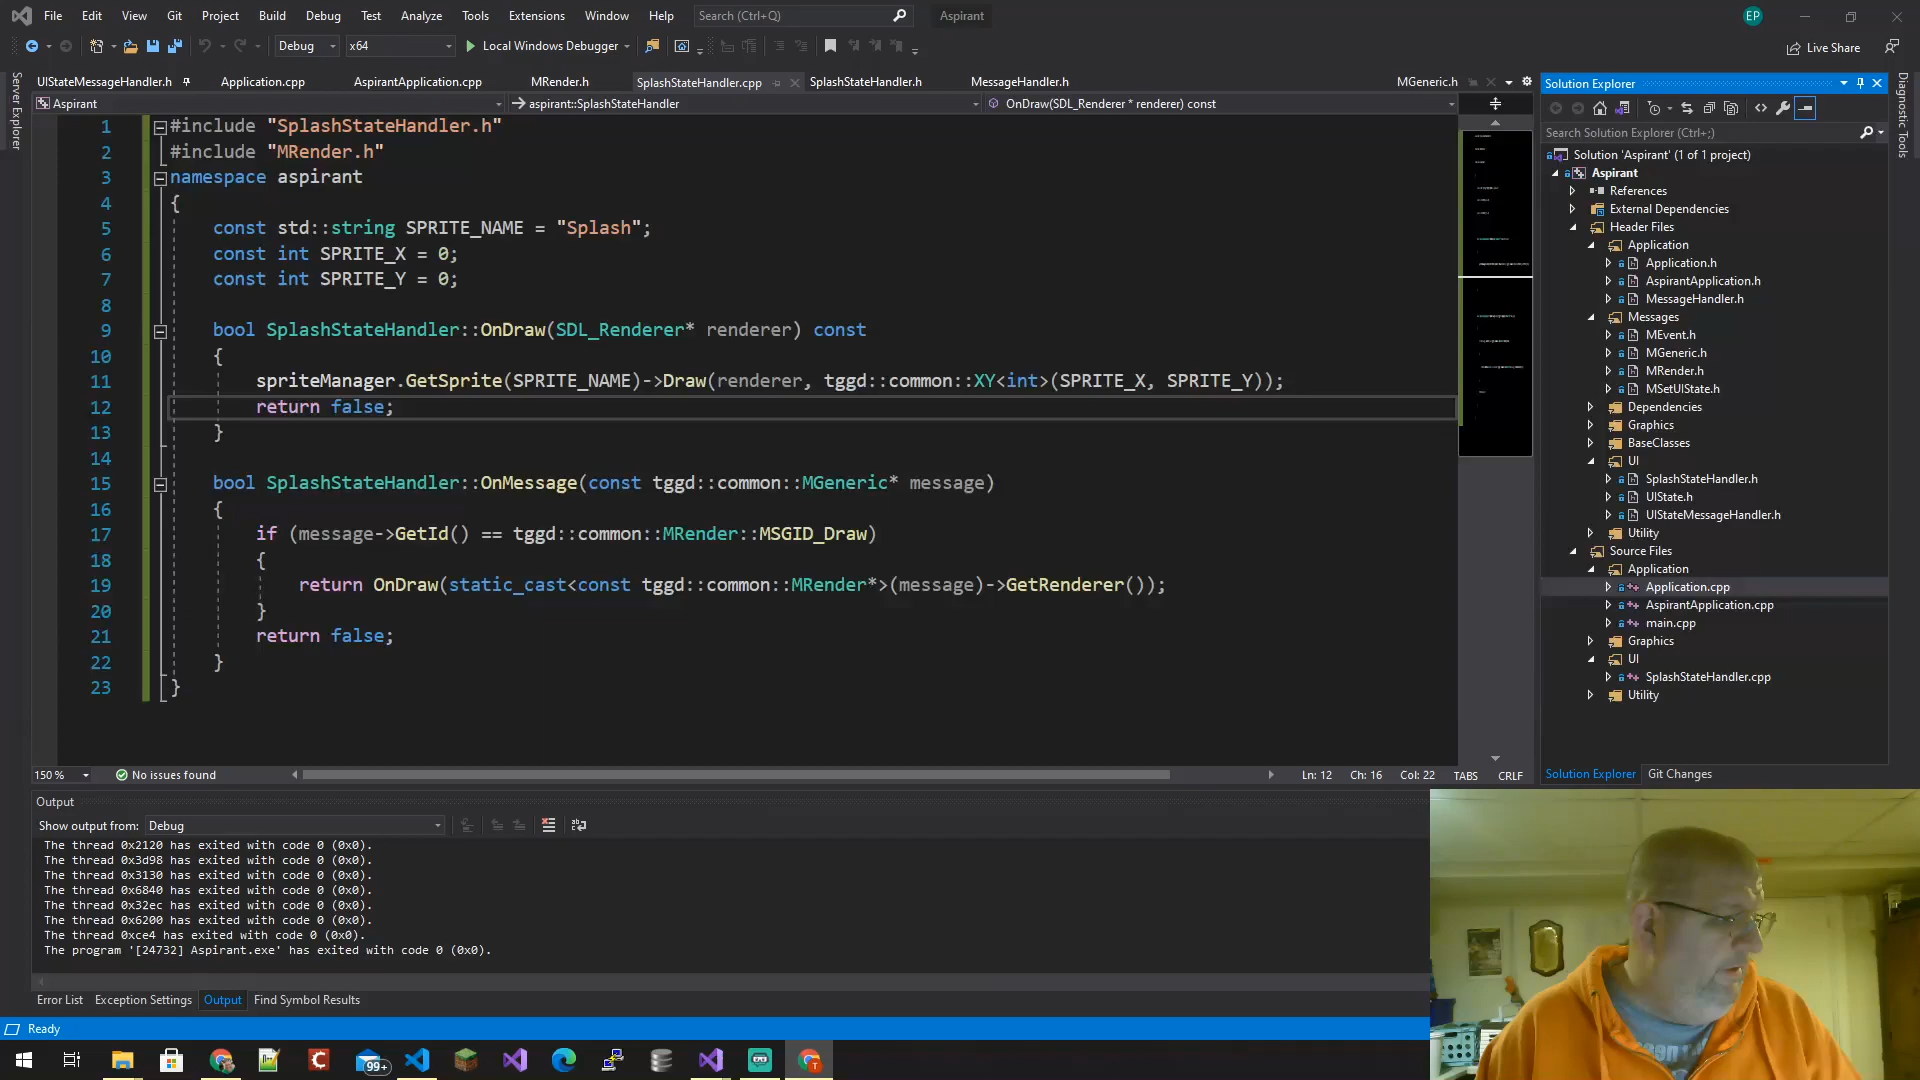 File Edit View Git Project Build Debug Test Analyze Tools Extensions Window Help Search (Ctrl+Q) Aspirant EP
Debug x64 Local Windows Debugger Live Share
UIStateMessageHandler.h Application.cpp AspirantApplication.cpp MRender.h SplashStateHandler.cpp SplashStateHandler.h MessageHandler.h MGeneric.h
Aspirant aspirant::SplashStateHandler OnDraw(SDL_Renderer * renderer) const
Server Explorer
1 #include "SplashStateHandler.h"
2 #include "MRender.h"
3 namespace aspirant
4 {
5 const std::string SPRITE_NAME = "Splash";
6 const int SPRITE_X = 0;
7 const int SPRITE_Y = 0;
8
9 bool SplashStateHandler::OnDraw(SDL_Renderer* renderer) const
10 {
11 spriteManager.GetSprite(SPRITE_NAME)->Draw(renderer, tggd::common::XY<int>(SPRITE_X, SPRITE_Y));
12 return false;
13 }
14
15 bool SplashStateHandler::OnMessage(const tggd::common::MGeneric* message)
16 {
17 if (message->GetId() == tggd::common::MRender::MSGID_Draw)
18 {
19 return OnDraw(static_cast<const tggd::common::MRender*>(message)->GetRenderer());
20 }
21 return false;
22 }
23 }
150 % No issues found Ln: 12 Ch: 16 Col: 22 TABS CRLF
Output
Show output from: Debug
The thread 0x2120 has exited with code 0 (0x0).
The thread 0x3d98 has exited with code 0 (0x0).
The thread 0x3130 has exited with code 0 (0x0).
The thread 0x6840 has exited with code 0 (0x0).
The thread 0x32ec has exited with code 0 (0x0).
The thread 0x6200 has exited with code 0 (0x0).
The thread 0xce4 has exited with code 0 (0x0).
The program '[24732] Aspirant.exe' has exited with code 0 (0x0).
Error List Exception Settings Output Find Symbol Results
Ready
99+
Solution Explorer
Search Solution Explorer (Ctrl+;)
Solution 'Aspirant' (1 of 1 project)
Aspirant
References
External Dependencies
Header Files
Application
Application.h
AspirantApplication.h
MessageHandler.h
Messages
MEvent.h
MGeneric.h
MRender.h
MSetUIState.h
Dependencies
Graphics
BaseClasses
UI
SplashStateHandler.h
UIState.h
UIStateMessageHandler.h
Utility
Source Files
Application
Application.cpp
AspirantApplication.cpp
main.cpp
Graphics
UI
SplashStateHandler.cpp
Utility
Solution Explorer Git Changes
Diagnostic Tools